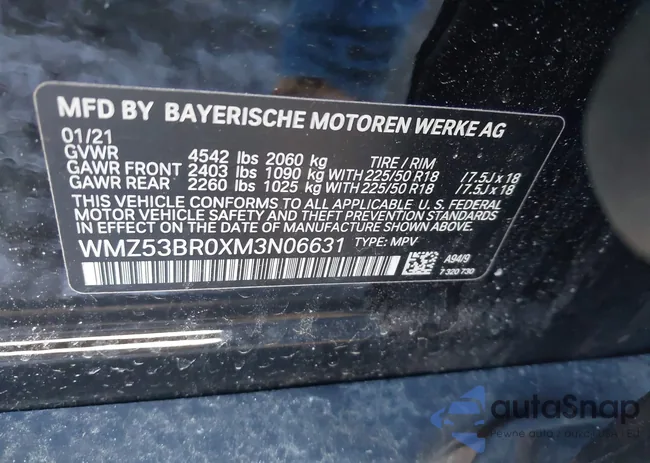 MFD BY BAYERISCHE MOTOREN WERKE AG
01/21
GVWR 4542 lbs 2060 kg TIRE / RIM
GAWR FRONT 2403 lbs 1090 kg WITH 225/50 R18 /7.5J x 18
GAWR REAR 2260 lbs 1025 kg WITH 225/50 R18 /7.5J x 18
THIS VEHICLE CONFORMS TO ALL APPLICABLE U. S. FEDERAL
MOTOR VEHICLE SAFETY AND THEFT PREVENTION STANDARDS
IN EFFECT ON THE DATE OF MANUFACTURE SHOWN ABOVE.
WMZ53BR0XM3N06631 TYPE: MPV
A94/9
7 320 730
autaSnap
Pewne auta z